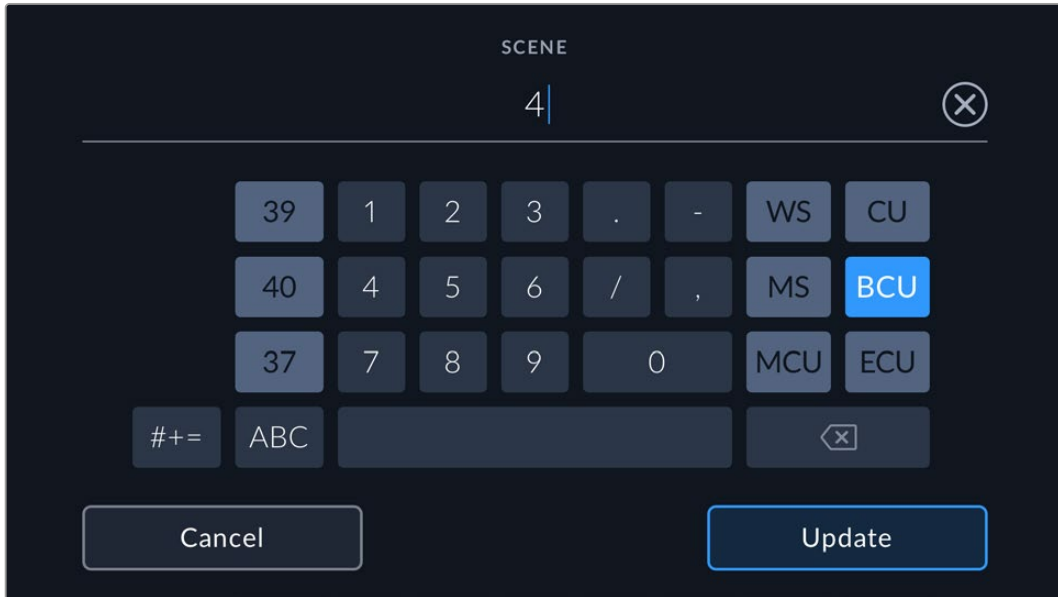 SCENE
4
39 1 2 3 . - WS CU
40 4 5 6 / , MS BCU
37 7 8 9 0 MCU ECU
#+= ABC
Cancel Update